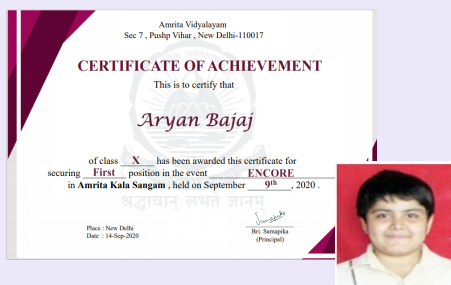 Amrita Vidyalayam
Sec 7 , Pushp Vihar , New Delhi-110017
CERTIFICATE OF ACHIEVEMENT
This is to certify that
Aryan Bajaj
of class X has been awarded this certificate for
securing First position in the event ENCORE
in Amrita Kala Sangam , held on September 9th , 2020 .
श्रद्धावान् लभते ज्ञानम्
Place : New Delhi
Date : 14-Sep-2020
Samapika
Bri. Samapika
(Principal)